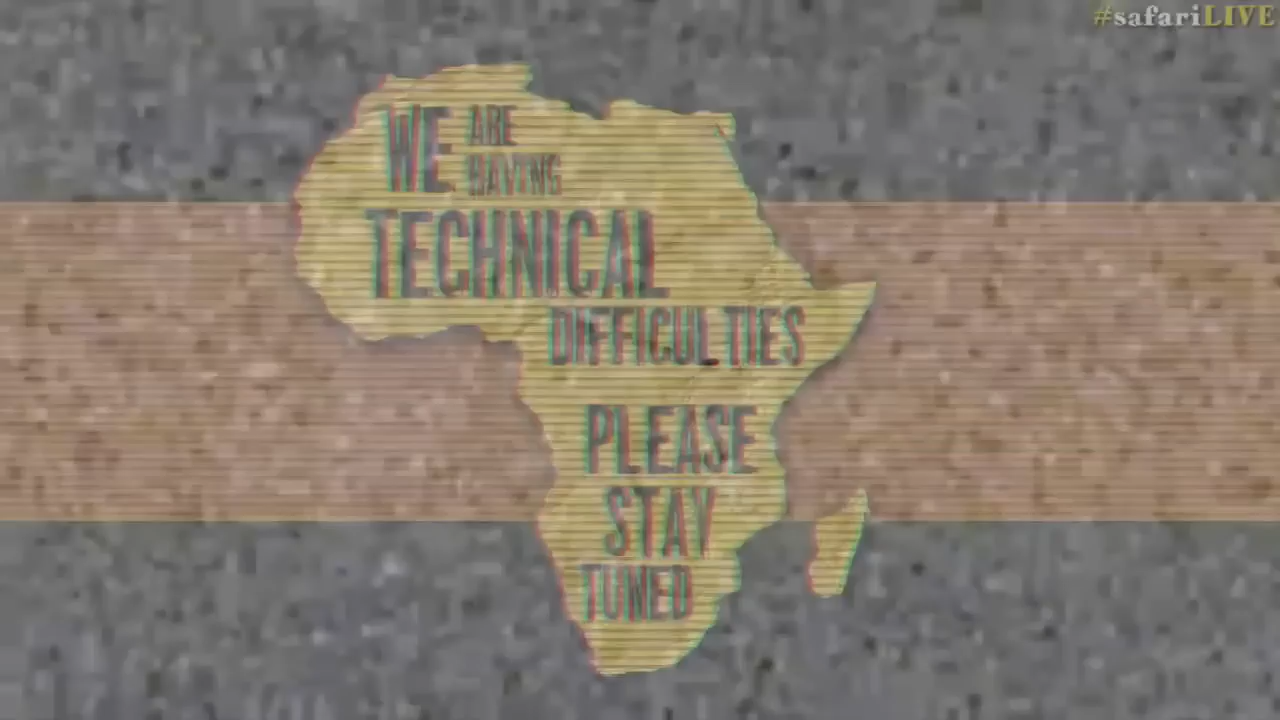 #safariLIVE
WE ARE
HAVING
TECHNICAL
DIFFICULTIES
PLEASE
STAY
TUNED